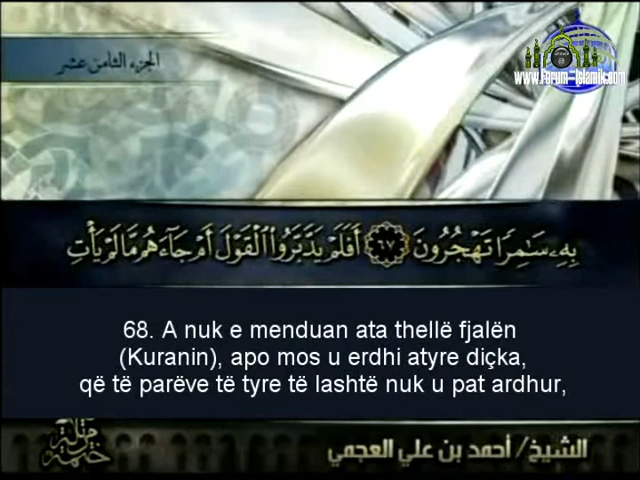 الجزء الثامن عشر
www.Forum-Islamik.com
بِهِۦ سَٰمِرًا تَهْجُرُونَ ٦٧ أَفَلَمْ يَدَّبَّرُوا۟ ٱلْقَوْلَ أَمْ جَآءَهُم مَّا لَمْ يَأْتِ
68. A nuk e menduan ata thellë fjalën
(Kuranin), apo mos u erdhi atyre diçka,
që të parëve të tyre të lashtë nuk u pat ardhur,
الشيخ/ أحمد بن علي العجمي